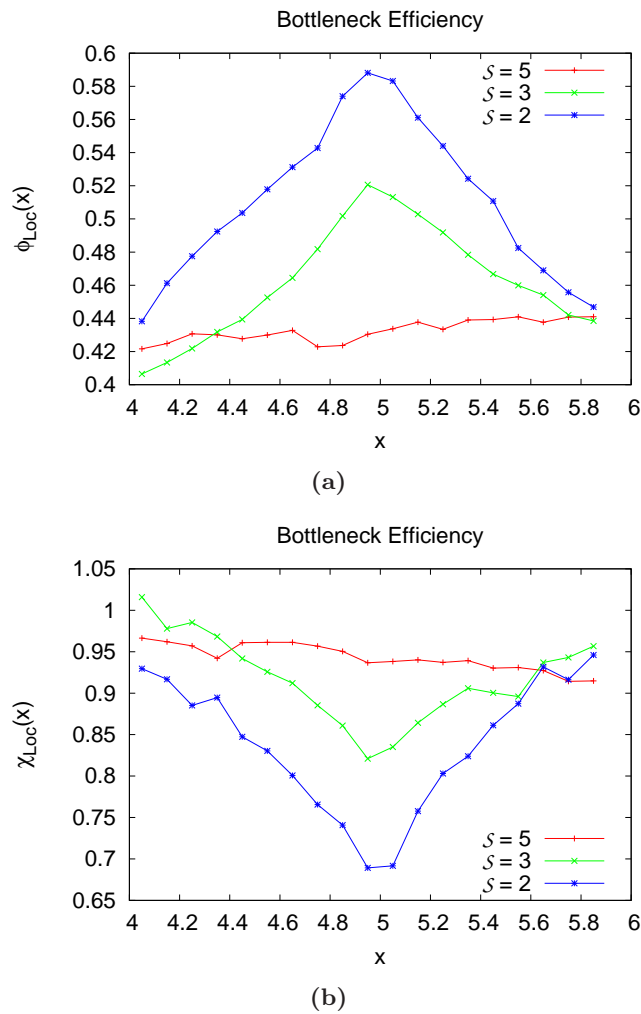 Bottleneck Efficiency
0.6
0.58
0.56
0.54
0.52
0.5
0.48
0.46
0.44
0.42
0.4
ϕLoc(x)
S = 5
S = 3
S = 2
4 4.2 4.4 4.6 4.8 5 5.2 5.4 5.6 5.8 6
x
(a)
Bottleneck Efficiency
1.05
1
0.95
0.9
0.85
0.8
0.75
0.7
0.65
χLoc(x)
S = 5
S = 3
S = 2
4 4.2 4.4 4.6 4.8 5 5.2 5.4 5.6 5.8 6
x
(b)